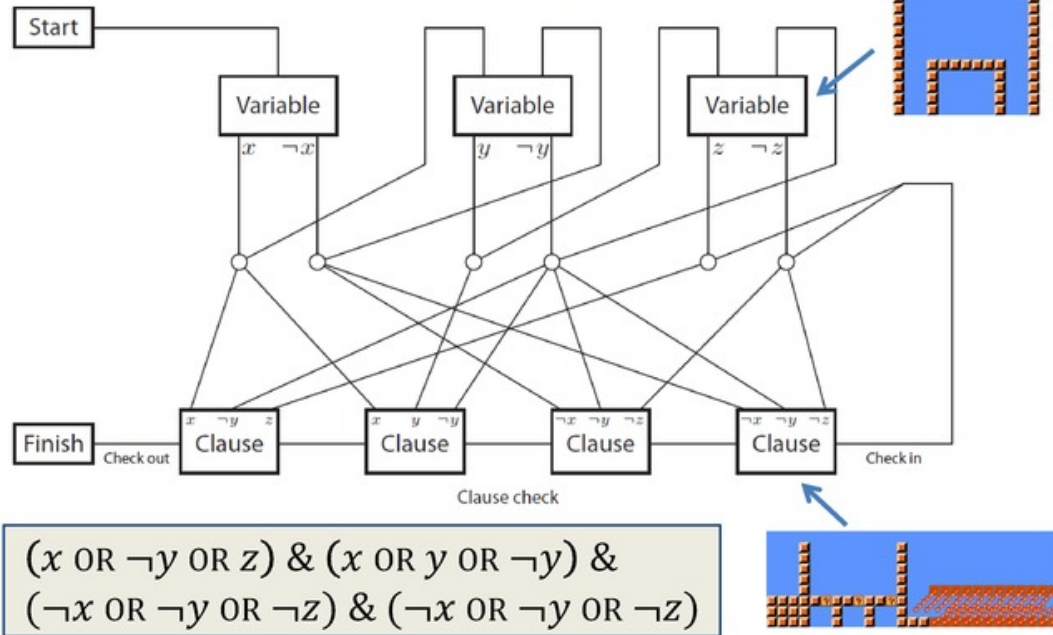 Start
Variable
Variable
Variable
x ¬x
y ¬y
z ¬z
x ¬y z
x y ¬y
¬x ¬y ¬z
¬x ¬y ¬z
Finish
Check out
Clause
Clause
Clause
Clause
Check in
Clause check
(x OR ¬y OR z) & (x OR y OR ¬y) &
(¬x OR ¬y OR ¬z) & (¬x OR ¬y OR ¬z)